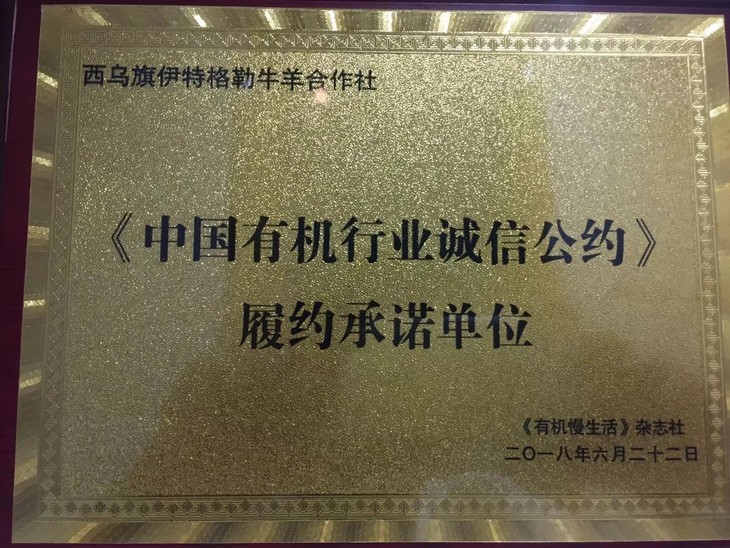 西乌旗伊特格勒牛羊合作社
《中国有机行业诚信公约》
履约承诺单位
《有机慢生活》杂志社
二〇一八年六月二十二日